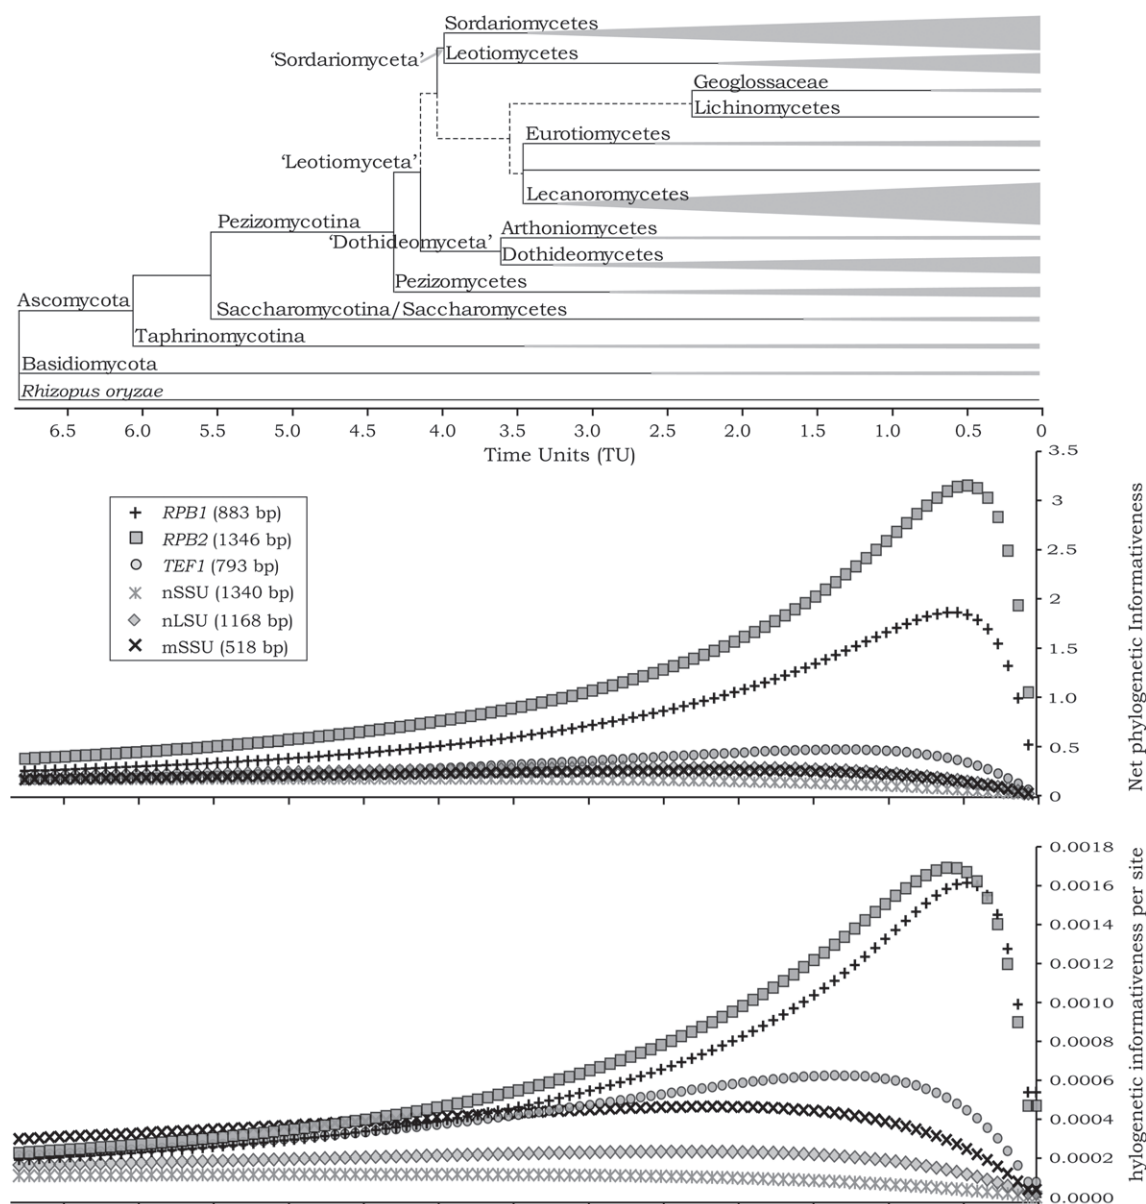 Sordariomycetes
'Sordariomyceta'
Leotiomycetes
Geoglossaceae
Lichinomycetes
Eurotiomycetes
'Leotiomyceta'
Lecanoromycetes
Pezizomycotina
Arthoniomycetes
'Dothideomyceta'
Dothideomycetes
Pezizomycetes
Ascomycota
Saccharomycotina/Saccharomycetes
Taphrinomycotina
Basidiomycota
Rhizopus oryzae
6.5 6.0 5.5 5.0 4.5 4.0 3.5 3.0 2.5 2.0 1.5 1.0 0.5 0
Time Units (TU)
3.5
3
2.5
2
1.5
1.0
0.5
0
Net phylogenetic Informativeness
RPB1 (883 bp)
RPB2 (1346 bp)
TEF1 (793 bp)
nSSU (1340 bp)
nLSU (1168 bp)
mSSU (518 bp)
0.0018
0.0016
0.0014
0.0012
0.0010
0.0008
0.0006
0.0004
0.0002
0.0000
hylogenetic informativeness per site